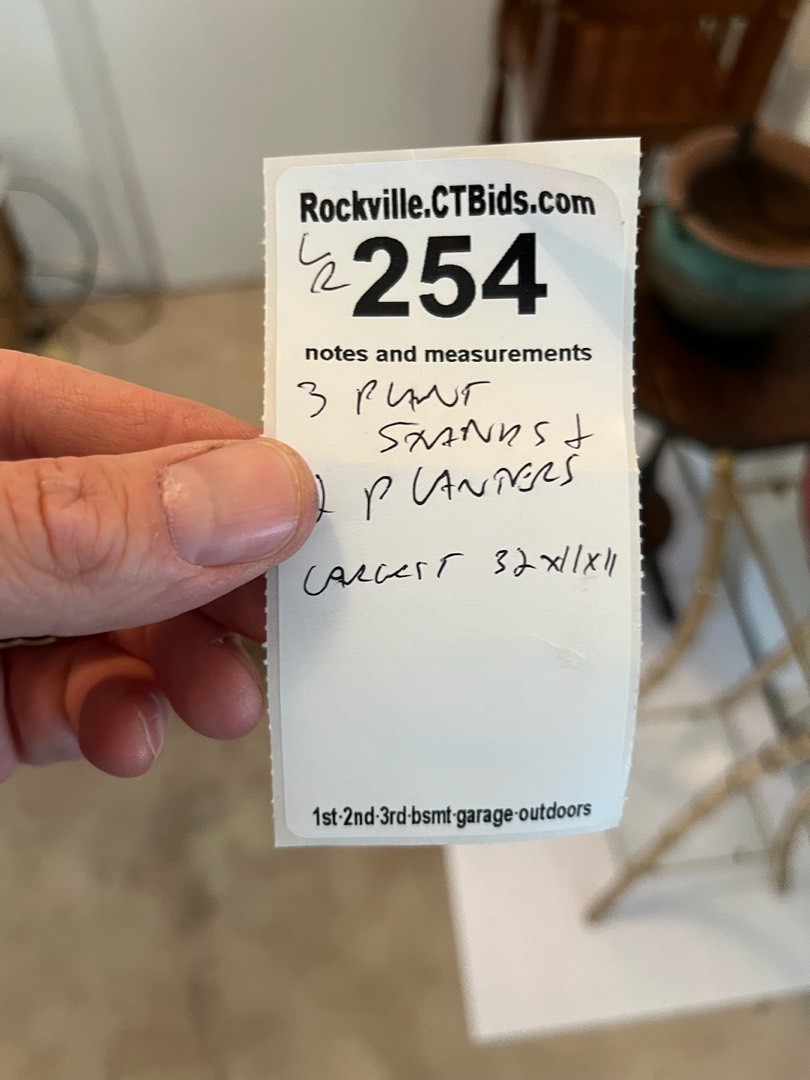 Rockville.CTBids.com
LR 254
notes and measurements
3 PLANT
STANDS +
PLANTERS
LARGEST 32x11x11
1st·2nd·3rd·bsmt·garage·outdoors